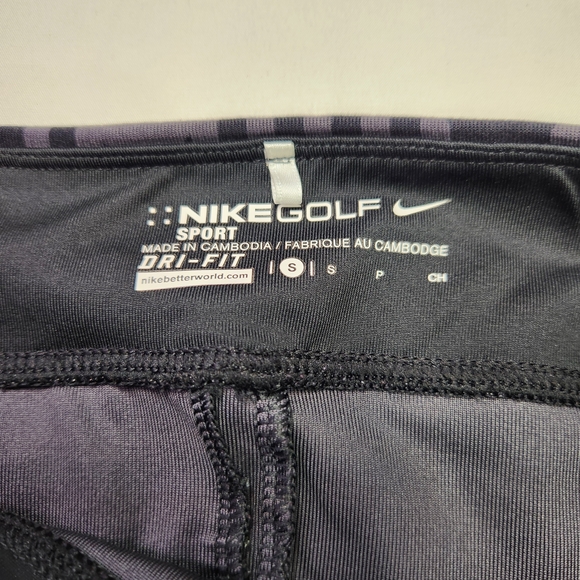 NIKEGOLF
SPORT
MADE IN CAMBODIA / FABRIQUE AU CAMBODGE
DRI-FIT | S | S P CH
nikebetterworld.com